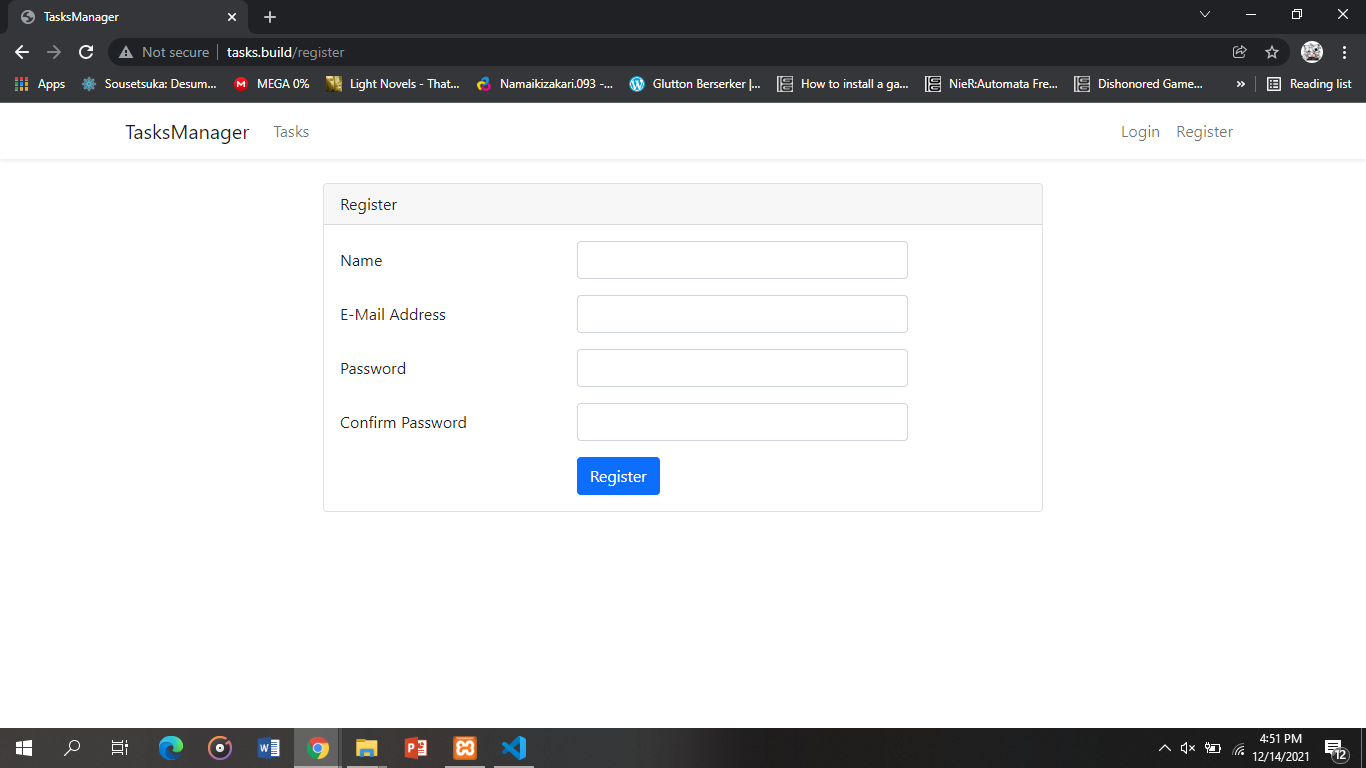 TasksManager
Not secure tasks.build/register
Apps Sousetsuka: Desum... MEGA 0% Light Novels - That... Namaikizakari.093 -... Glutton Berserker |... How to install a ga... NieR:Automata Fre... Dishonored Game... » Reading list
TasksManager Tasks Login Register
Register
Name
E-Mail Address
Password
Confirm Password
Register
4:51 PM
12/14/2021
12